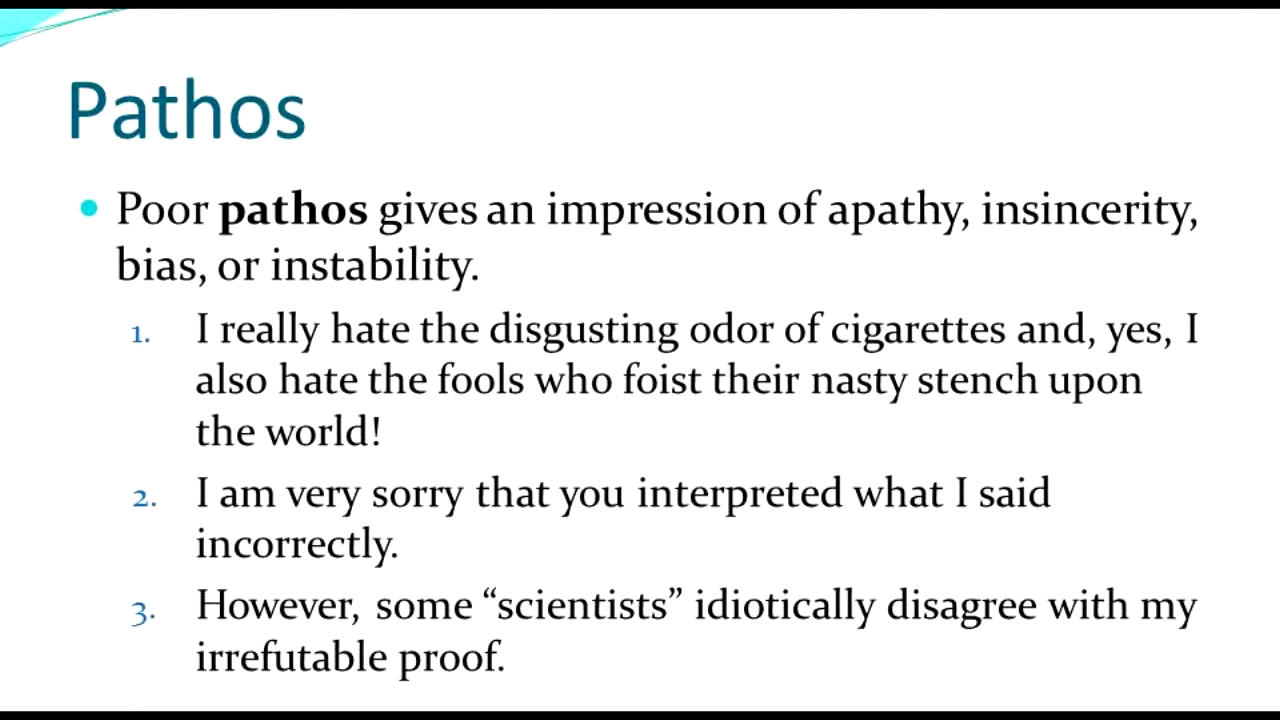 Pathos
• Poor pathos gives an impression of apathy, insincerity,
bias, or instability.
1. I really hate the disgusting odor of cigarettes and, yes, I
also hate the fools who foist their nasty stench upon
the world!
2. I am very sorry that you interpreted what I said
incorrectly.
3. However, some “scientists” idiotically disagree with my
irrefutable proof.